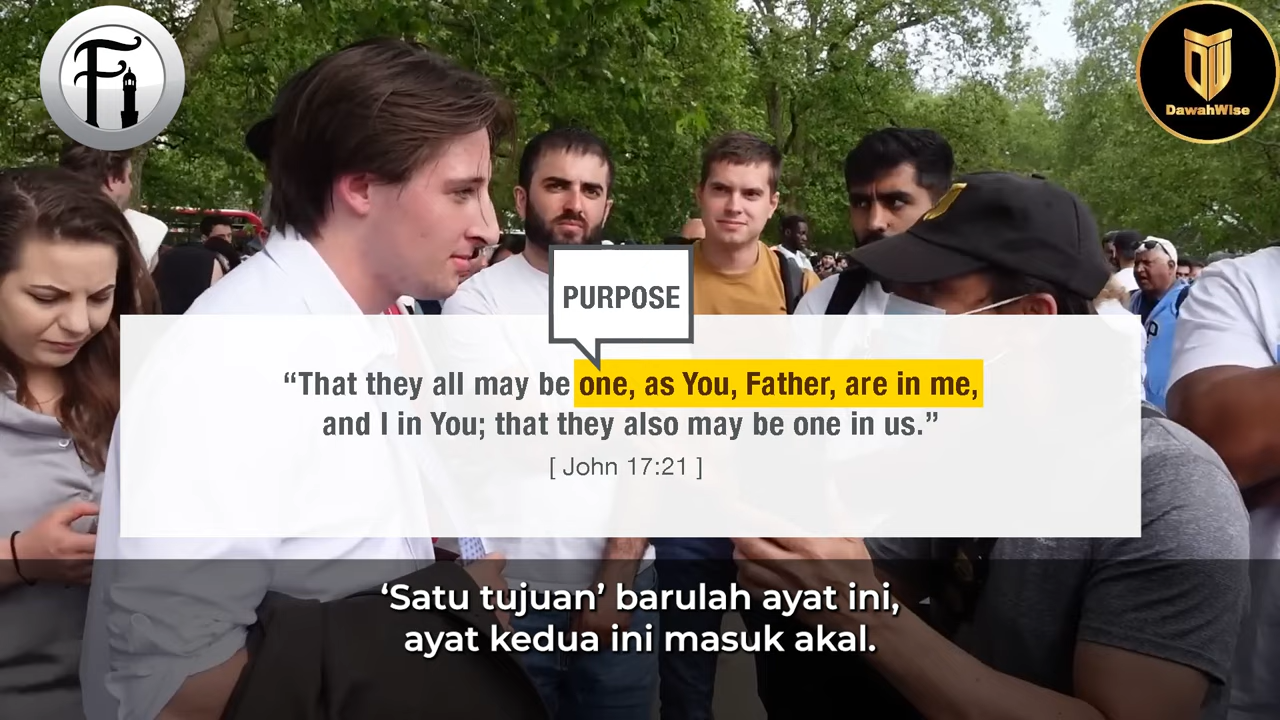 Fi
DW
DawahWise
PURPOSE
“That they all may be one, as You, Father, are in me,
and I in You; that they also may be one in us.”
[ John 17:21 ]
‘Satu tujuan’ barulah ayat ini,
ayat kedua ini masuk akal.